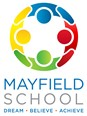 MAYFIELD
SCHOOL
DREAM • BELIEVE • ACHIEVE